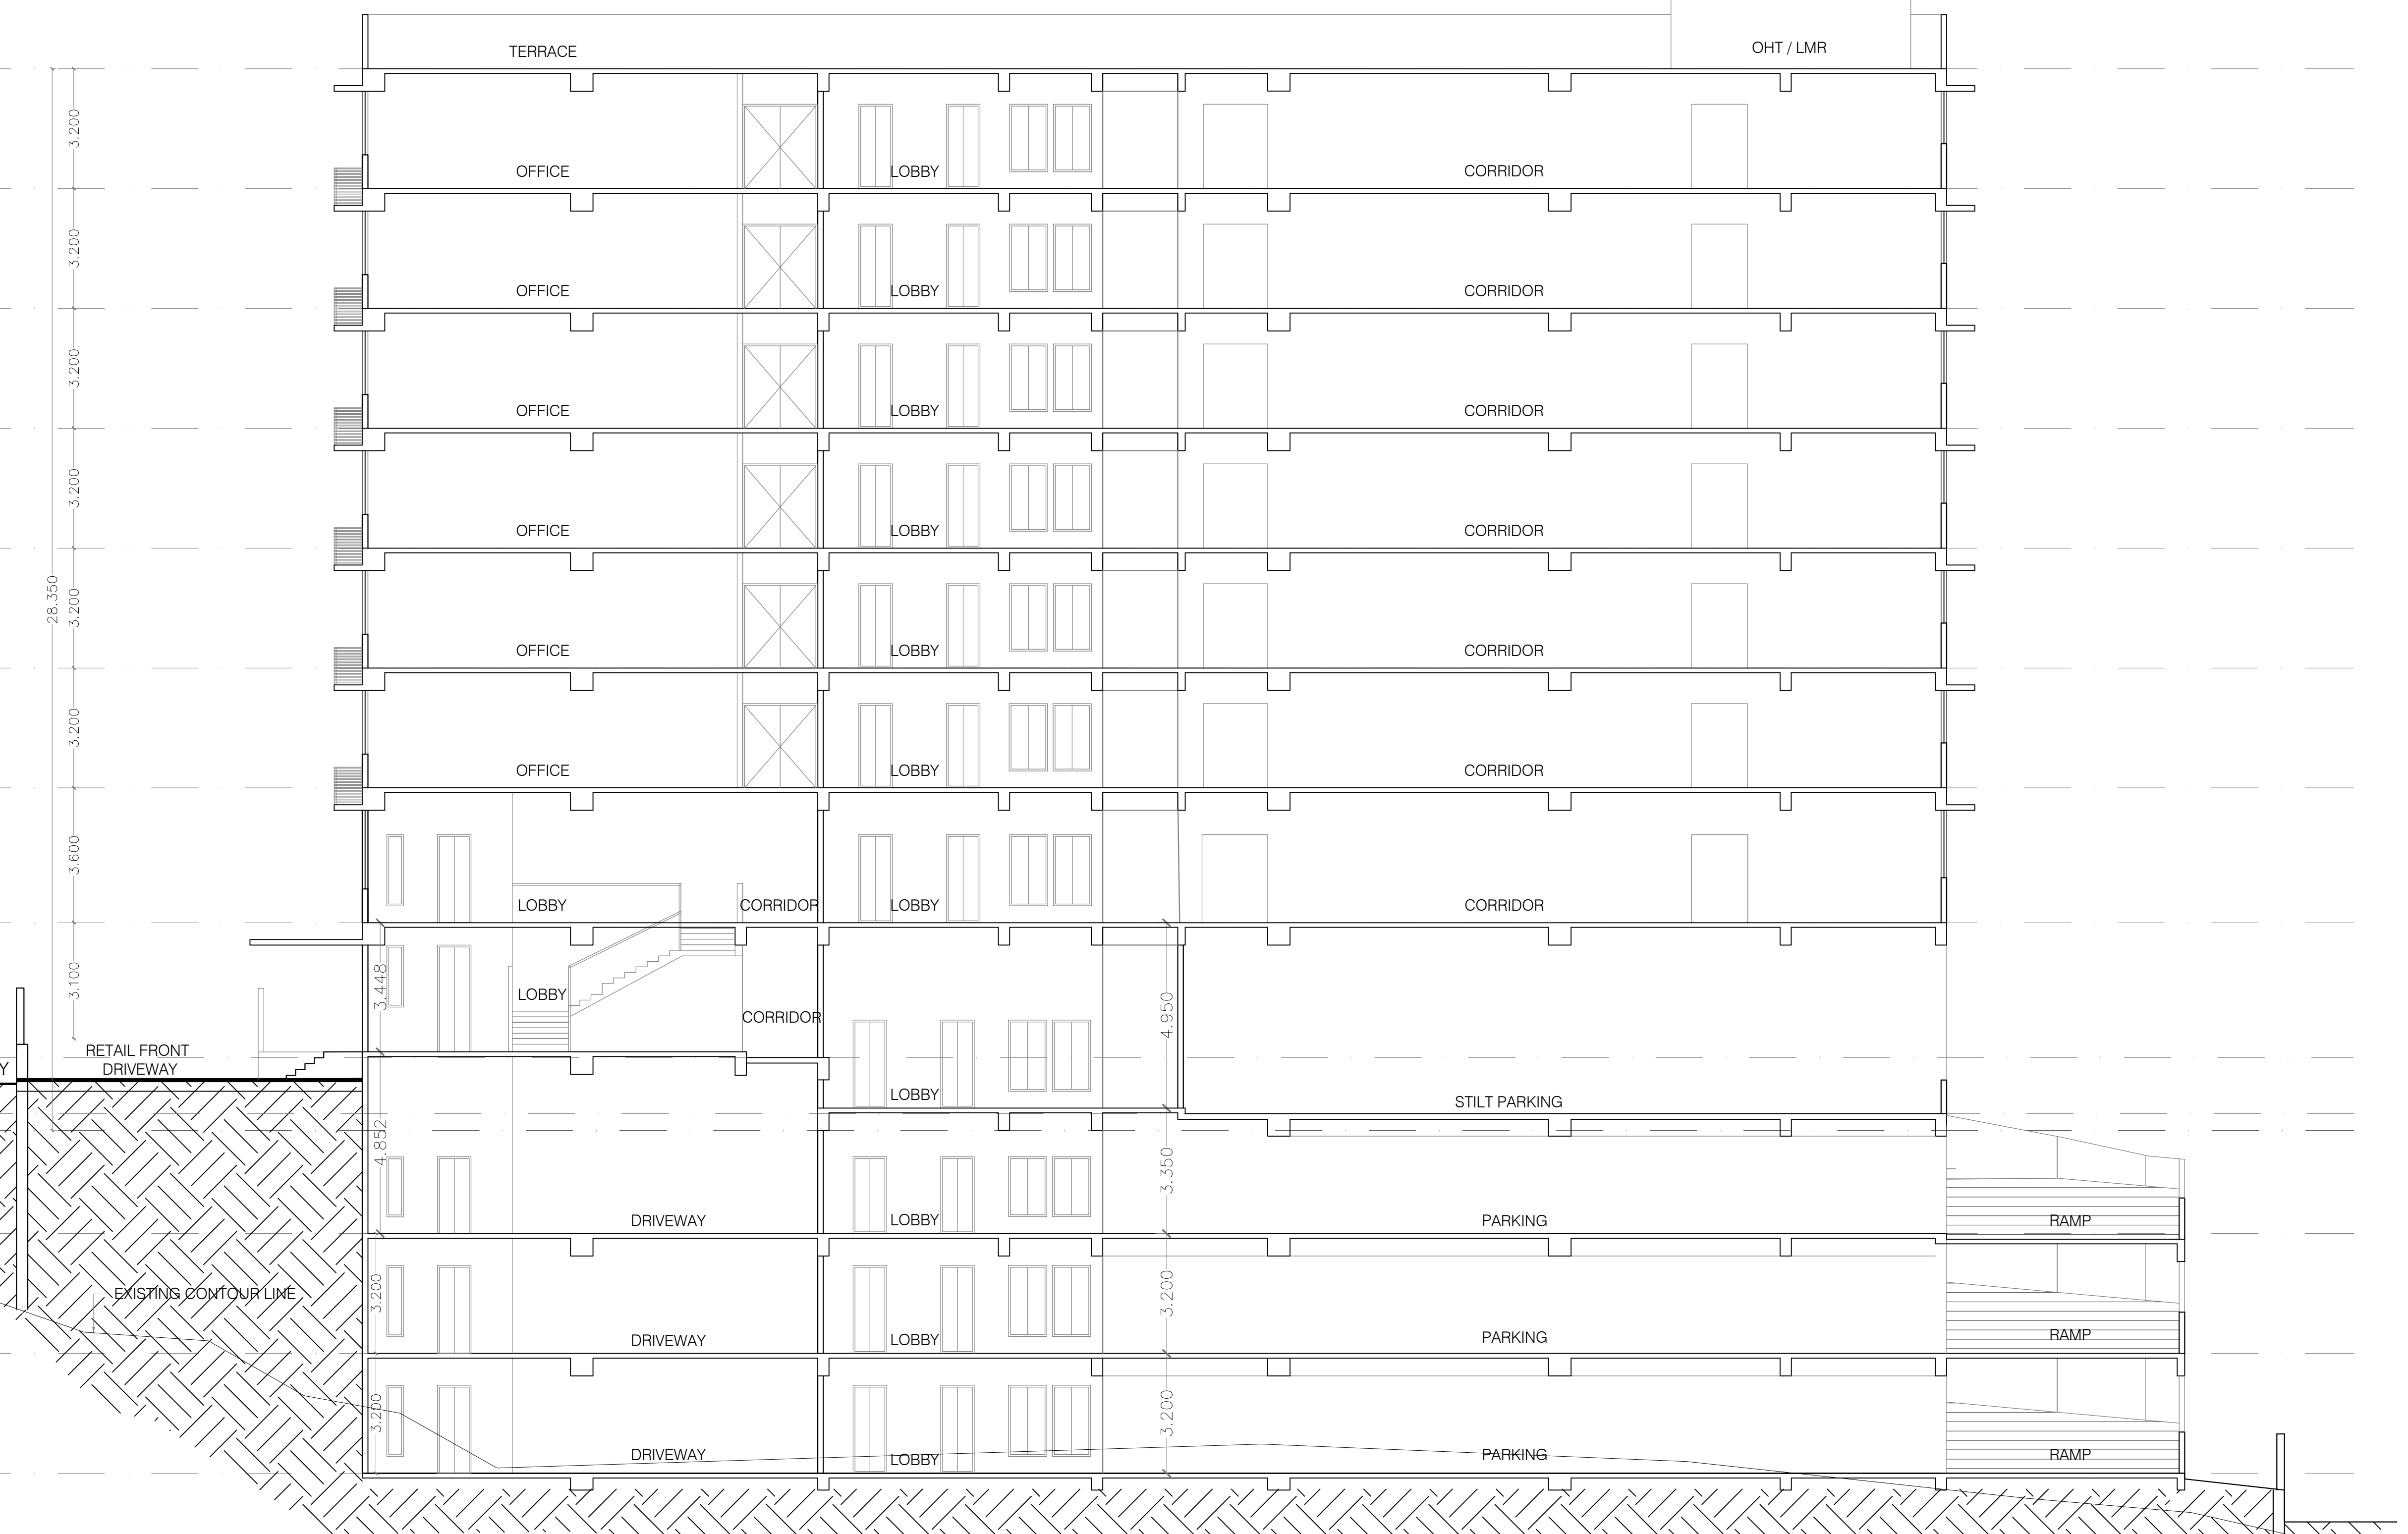 TERRACE
OHT / LMR
3.200
OFFICE
LOBBY
CORRIDOR
3.200
OFFICE
LOBBY
CORRIDOR
3.200
OFFICE
LOBBY
CORRIDOR
3.200
OFFICE
LOBBY
CORRIDOR
28.350
3.200
OFFICE
LOBBY
CORRIDOR
3.200
OFFICE
LOBBY
CORRIDOR
3.600
LOBBY
CORRIDOR
LOBBY
CORRIDOR
3.100
3.448
LOBBY
CORRIDOR
4.950
Y
RETAIL FRONT
DRIVEWAY
LOBBY
STILT PARKING
4.852
3.350
DRIVEWAY
LOBBY
PARKING
RAMP
EXISTING CONTOUR LINE
3.200
3.200
DRIVEWAY
LOBBY
PARKING
RAMP
3.200
3.200
DRIVEWAY
LOBBY
PARKING
RAMP